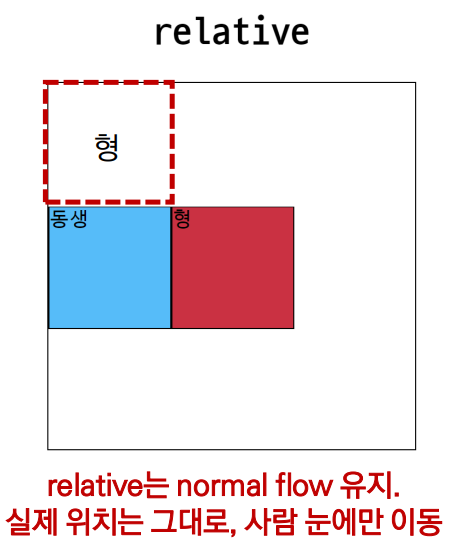 relative
형
동생
형
relative는 normal flow 유지.
실제 위치는 그대로, 사람 눈에만 이동